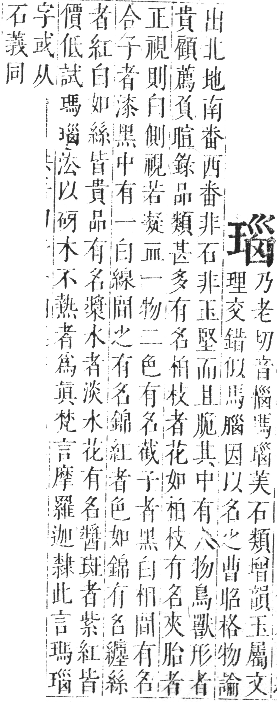 瑙
乃老切音惱瑪瑙美石類增韻玉屬文
理交錯似馬腦因以名之曹昭格物論
出北地南番西番非石非玉堅而且脆其中有人物鳥獸形者
貴顧薦負暄錄品類甚多有名柏枝者花如柏枝有名夾胎者
正視則白側視若凝血一物二色有名截子者黑白相間有名
合子者漆黑中有一白線間之有名錦紅者色如錦有名纏絲
者紅白如絲皆貴品有名漿水者淡水花有名醬斑者紫紅皆
價低試瑪瑙法以砑木不熱者爲眞梵言摩羅迦隸此言瑪瑙
字或从
石義同